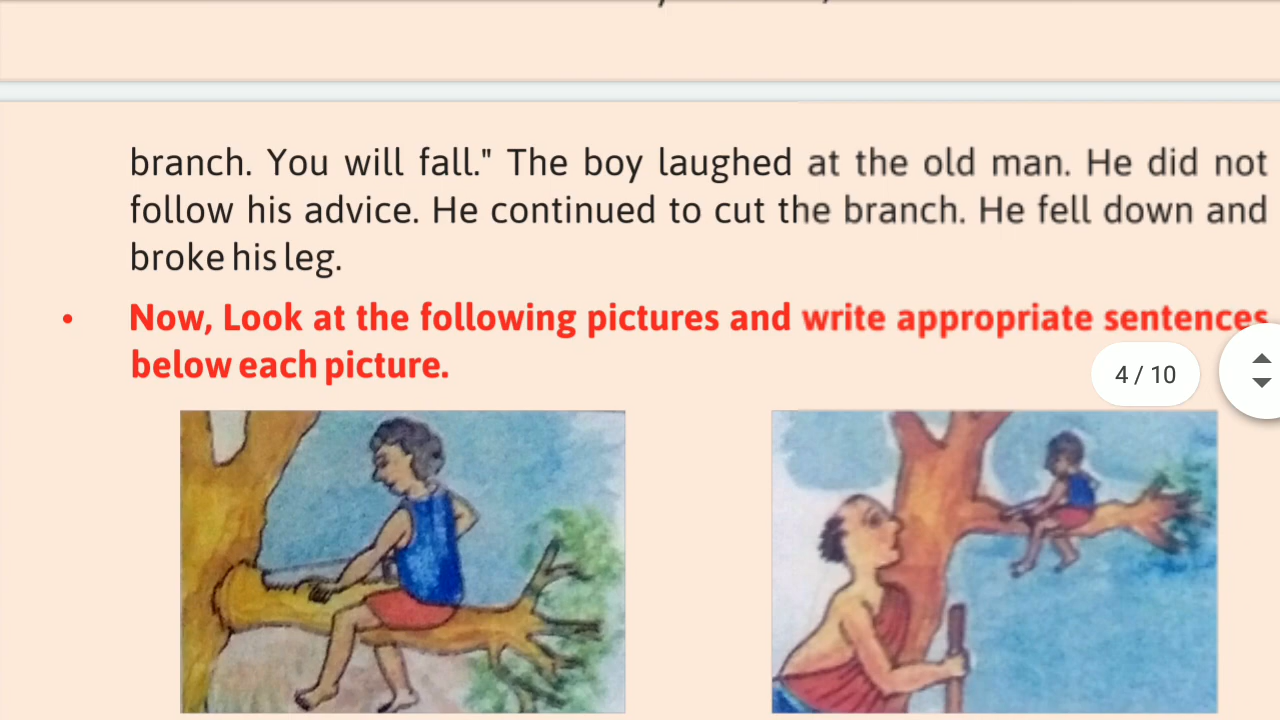 branch. You will fall." The boy laughed at the old man. He did not
follow his advice. He continued to cut the branch. He fell down and
broke his leg.
• Now, Look at the following pictures and write appropriate sentences
below each picture.
4 / 10